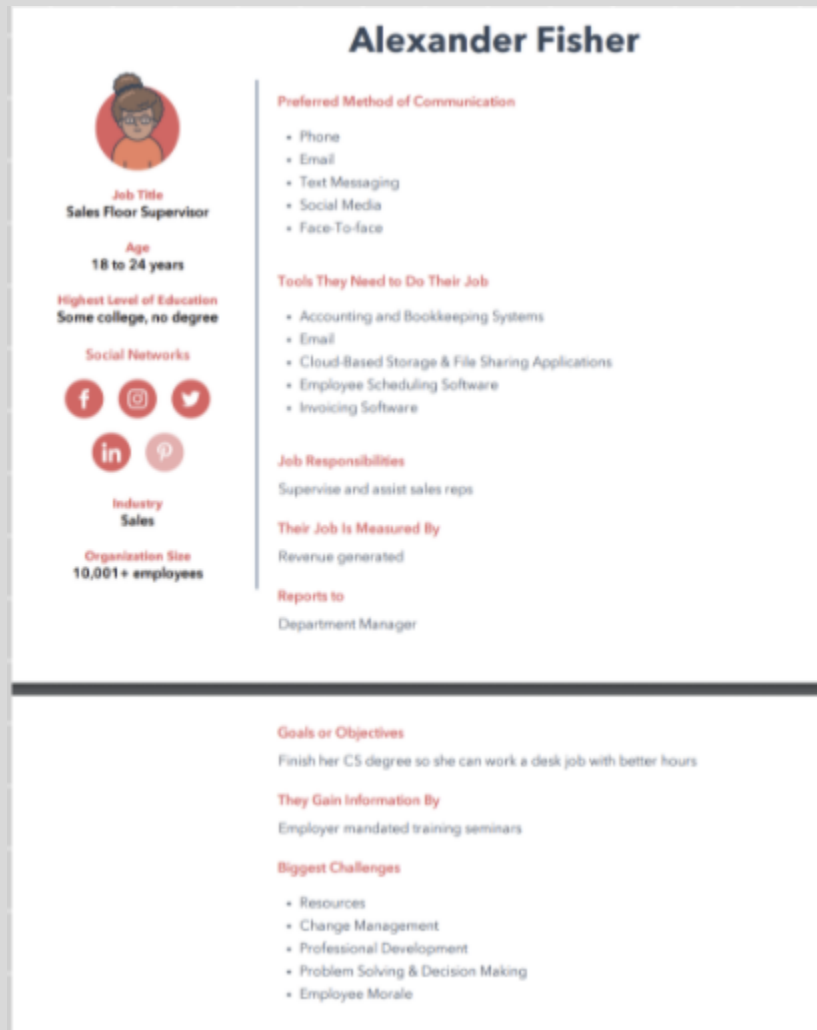 Alexander Fisher
Job Title
Sales Floor Supervisor
Age
18 to 24 years
Highest Level of Education
Some college, no degree
Social Networks
f
in
Industry
Sales
Organization Size
10,001+ employees
Preferred Method of Communication
• Phone
• Email
• Text Messaging
• Social Media
• Face-To-face
Tools They Need to Do Their Job
• Accounting and Bookkeeping Systems
• Email
• Cloud-Based Storage & File Sharing Applications
• Employee Scheduling Software
• Invoicing Software
Job Responsibilities
Supervise and assist sales reps
Their Job Is Measured By
Revenue generated
Reports to
Department Manager
Goals or Objectives
Finish her CS degree so she can work a desk job with better hours
They Gain Information By
Employer mandated training seminars
Biggest Challenges
• Resources
• Change Management
• Professional Development
• Problem Solving & Decision Making
• Employee Morale